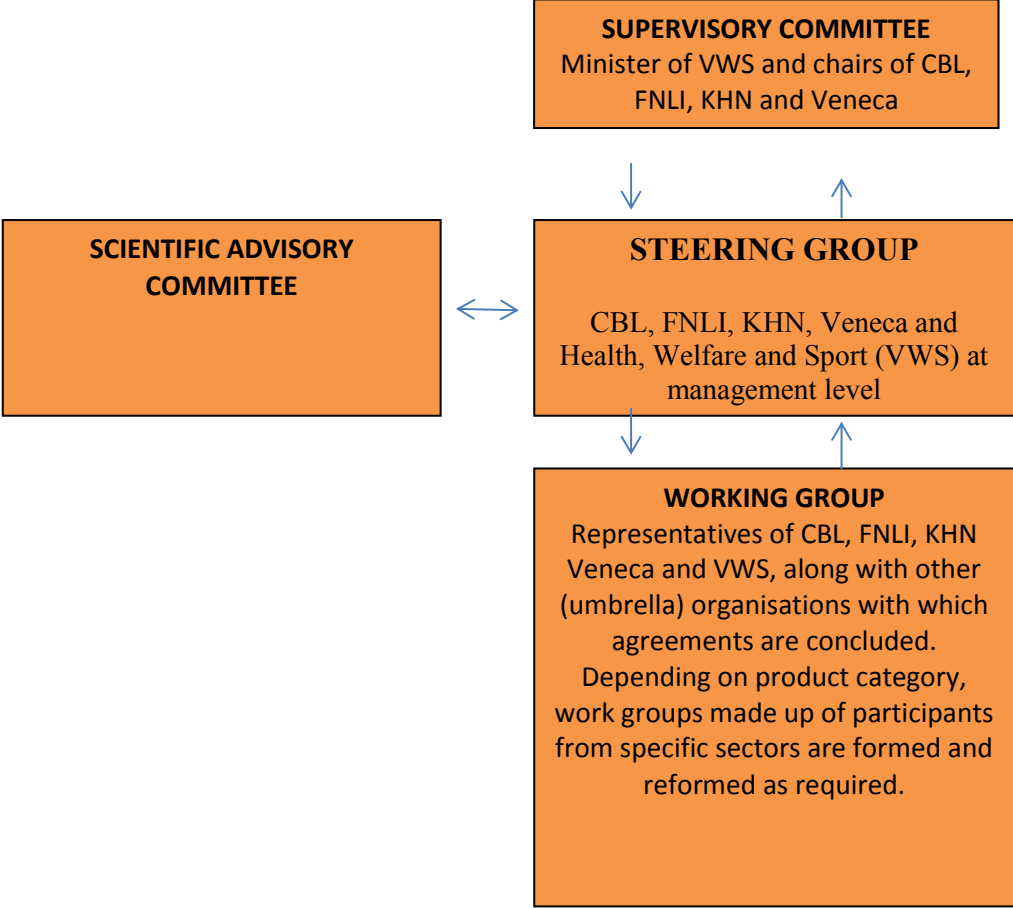 SUPERVISORY COMMITTEE
Minister of VWS and chairs of CBL,
FNLI, KHN and Veneca
SCIENTIFIC ADVISORY
COMMITTEE
STEERING GROUP
CBL, FNLI, KHN, Veneca and
Health, Welfare and Sport (VWS) at
management level
WORKING GROUP
Representatives of CBL, FNLI, KHN
Veneca and VWS, along with other
(umbrella) organisations with which
agreements are concluded.
Depending on product category,
work groups made up of participants
from specific sectors are formed and
reformed as required.